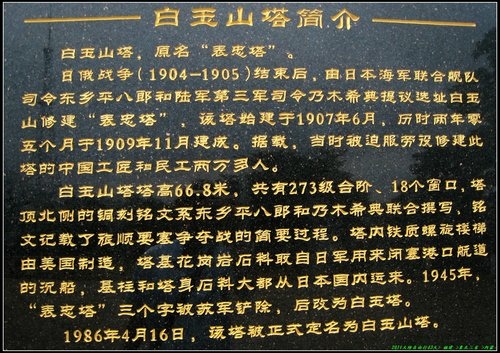 白玉山塔简介
白玉山塔，原名“表忠塔”。
日俄战争(1904—1905)结束后，由日本海军联合舰队
司令东乡平八郎和陆军第三军司令乃木希典提议选址白玉
山修建“表忠塔”，该塔始建于1907年6月，历时两年零
五个月于1909年11月建成。据载，当时被迫服劳役修建此
塔的中国工匠和民工两万多人。
白玉山塔塔高66.8米，共有273级台阶、18个窗口，塔
顶北侧的铜刻铭文系东乡平八郎和乃木希典联合撰写，铭
文记载了旅顺要塞争夺战的简要过程。塔内铁质螺旋楼梯
由美国制造，塔基花岗岩石料取自日军用来闭塞港口航道
的沉船，基柱和塔身石料大都从日本国内运来。1945年，
“表忠塔”三个字被苏军铲除，后改为白玉塔。
1986年4月16日，该塔被正式定名为白玉山塔。